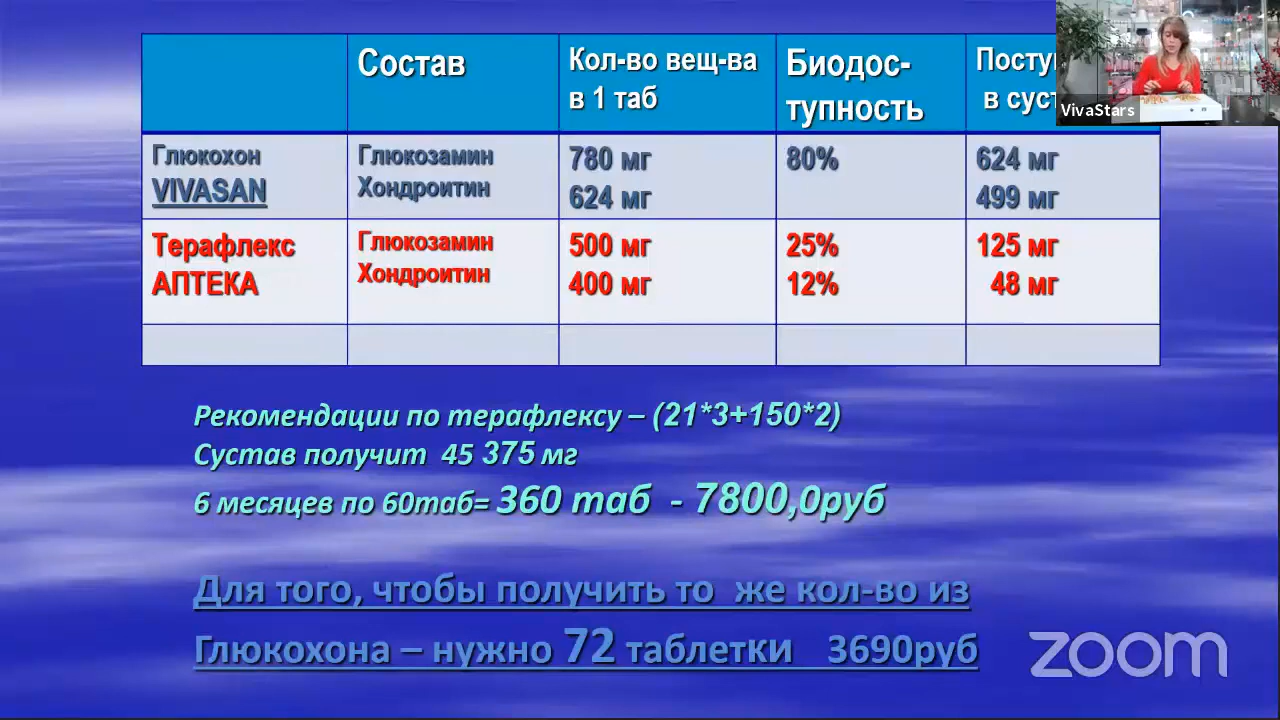 Состав
Кол-во вещ-ва
в 1 таб
Биодос-
тупность
в
VivaStars
Глюкохон
VIVASAN
Глюкозамин
Хондроитин
780 мг
624 мг
80%
624 мг
499 мг
Терафлекс
АПТЕКА
Глюкозамин
Хондроитин
500 мг
400 мг
25%
12%
125 мг
48 мг
Рекомендации по терафлексу – (21*3+150*2)
Сустав получит 45 375 мг
6 месяцев по 60таб= 360 таб - 7800,0руб
Для того, чтобы получить то же кол-во из
Глюкохона – нужно 72 таблетки 3690руб
zoom